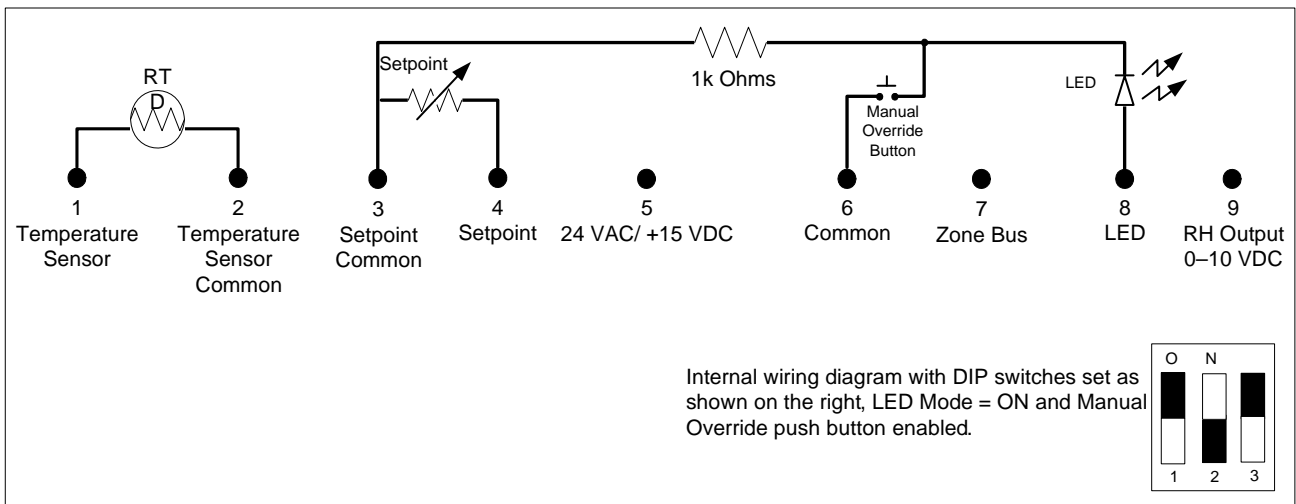 Setpoint
RT
D
1k Ohms
LED
Manual
Override
Button
1
Temperature
Sensor
2
Temperature
Sensor
Common
3
Setpoint
Common
4
Setpoint
5
24 VAC/ +15 VDC
6
Common
7
Zone Bus
8
LED
9
RH Output
0–10 VDC
Internal wiring diagram with DIP switches set as
shown on the right, LED Mode = ON and Manual
Override push button enabled.
O N
1 2 3